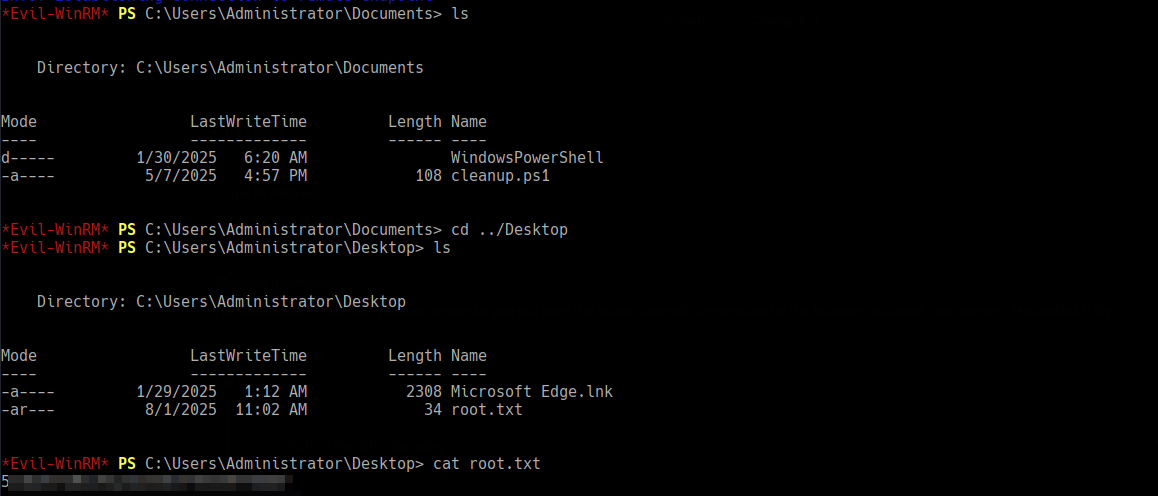 *Evil-WinRM* PS C:\Users\Administrator\Documents> ls
Directory: C:\Users\Administrator\Documents
Mode                 LastWriteTime         Length Name
----                 -------------         ------ ----
d-----         1/30/2025   6:20 AM                WindowsPowerShell
-a----          5/7/2025   4:57 PM            108 cleanup.ps1
*Evil-WinRM* PS C:\Users\Administrator\Documents> cd ../Desktop
*Evil-WinRM* PS C:\Users\Administrator\Desktop> ls
Directory: C:\Users\Administrator\Desktop
Mode                 LastWriteTime         Length Name
----                 -------------         ------ ----
-a----         1/29/2025   1:12 AM           2308 Microsoft Edge.lnk
-ar---          8/1/2025  11:02 AM             34 root.txt
*Evil-WinRM* PS C:\Users\Administrator\Desktop> cat root.txt
5